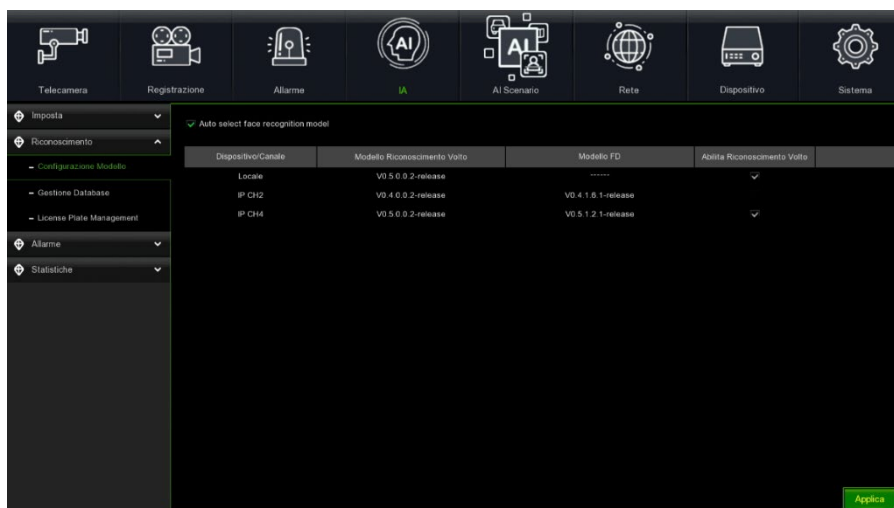 Telecamera Registrazione Allarme IA AI Scenario Rete Dispositivo Sistema
Imposta
Auto select face recognition model
Riconoscimento
Dispositivo/Canale Modello Riconoscimento Volto Modello FD Abilita Riconoscimento Volto
Configurazione Modello
Locale V0.5.0.0.2-release ------
Gestione Database
IP CH2 V0.4.0.0.2-release V0.4.1.6.1-release
License Plate Management
IP CH4 V0.5.0.0.2-release V0.5.1.2.1-release
Allarme
Statistiche
Applica